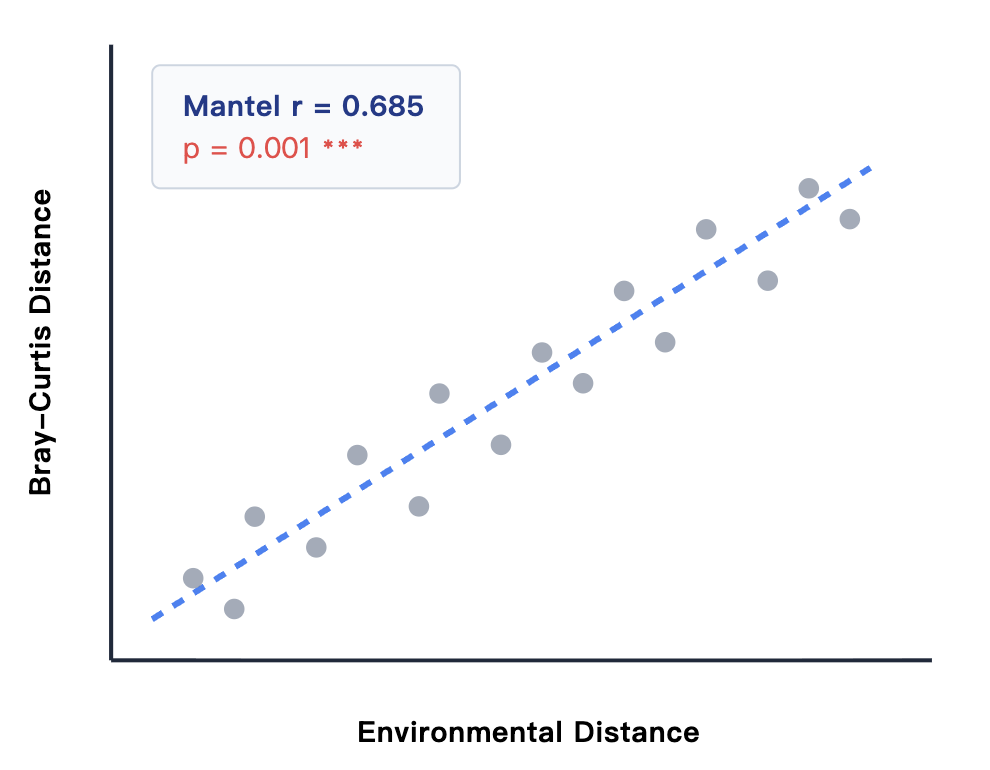 Mantel r = 0.685
p = 0.001 ***
Bray–Curtis Distance
Environmental Distance